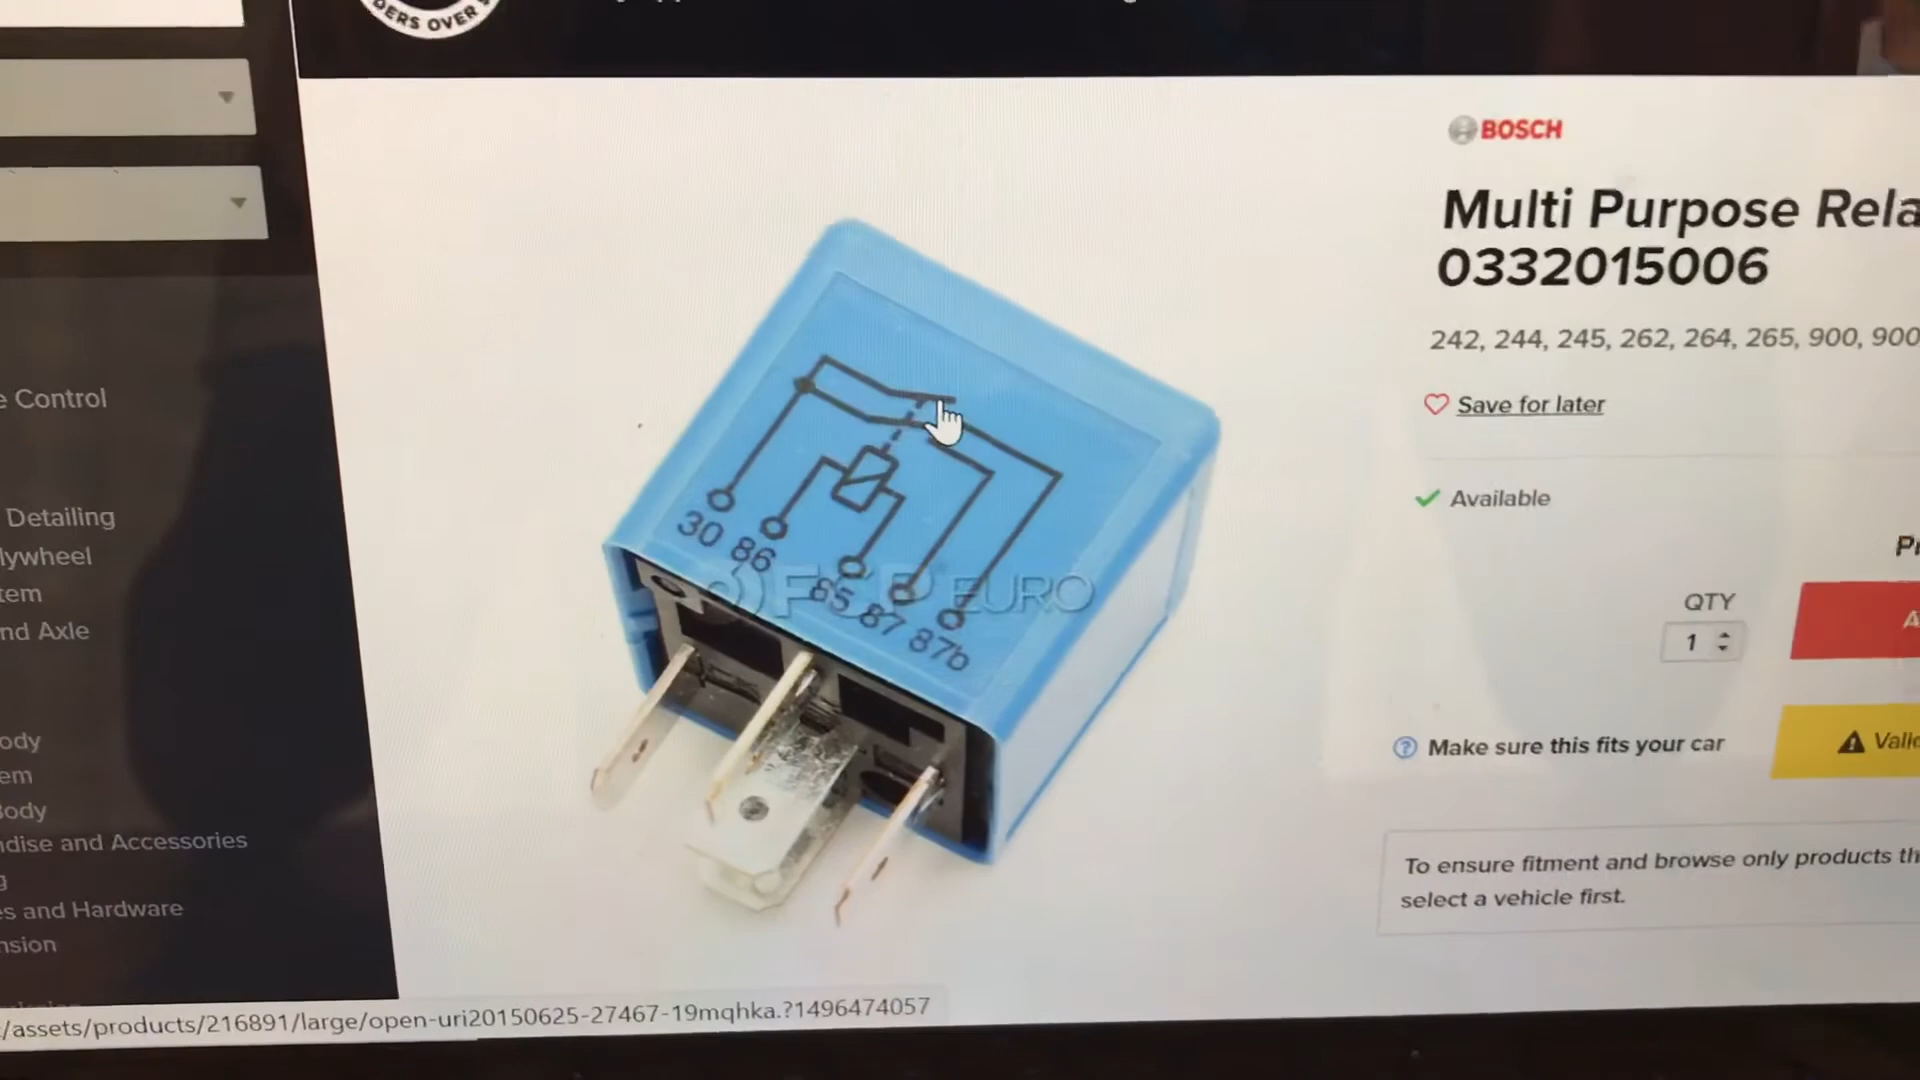 DERS OVER
BOSCH
Multi Purpose Rela
0332015006
242, 244, 245, 262, 264, 265, 900, 900
Save for later
Available
QTY
1
Make sure this fits your car
To ensure fitment and browse only products th
select a vehicle first.
30 86 85 87 87b
FCP EURO
e Control
Detailing
lywheel
tem
nd Axle
ody
em
Body
ndise and Accessories
g
es and Hardware
nsion
/assets/products/216891/large/open-uri20150625-27467-19mqhka.?1496474057